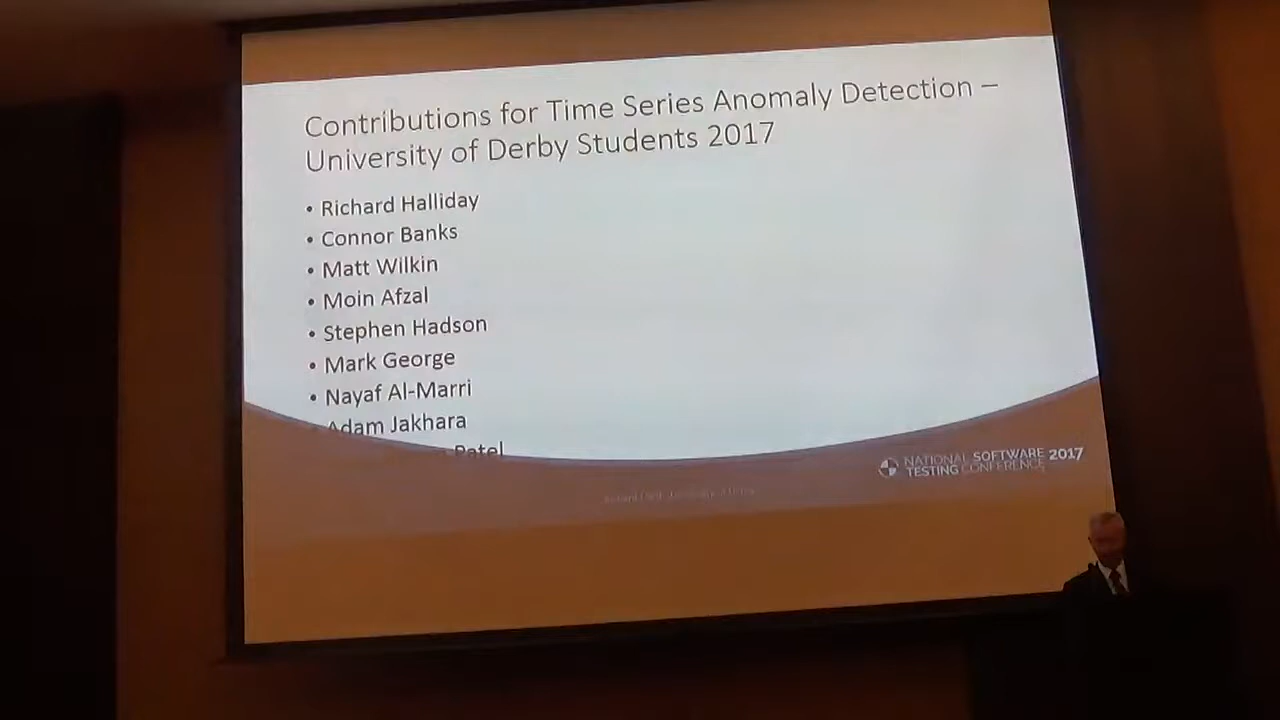 Contributions for Time Series Anomaly Detection –
University of Derby Students 2017
• Richard Halliday
• Connor Banks
• Matt Wilkin
• Moin Afzal
• Stephen Hadson
• Mark George
• Nayaf Al-Marri
Adam Jakhara
Patel
NATIONAL SOFTWARE 2017
TESTING CONFERENCE